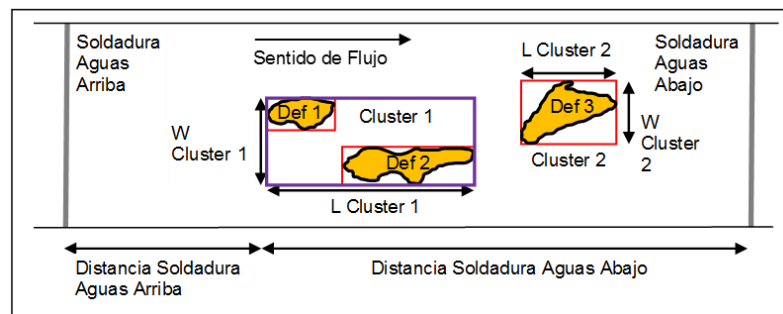 Soldadura
Aguas
Arriba
Sentido de Flujo
L Cluster 2
Soldadura
Aguas
Abajo
Def 1
Cluster 1
Def 3
W
Cluster 1
W
Cluster
2
Def 2
Cluster 2
L Cluster 1
Distancia Soldadura
Aguas Arriba
Distancia Soldadura Aguas Abajo